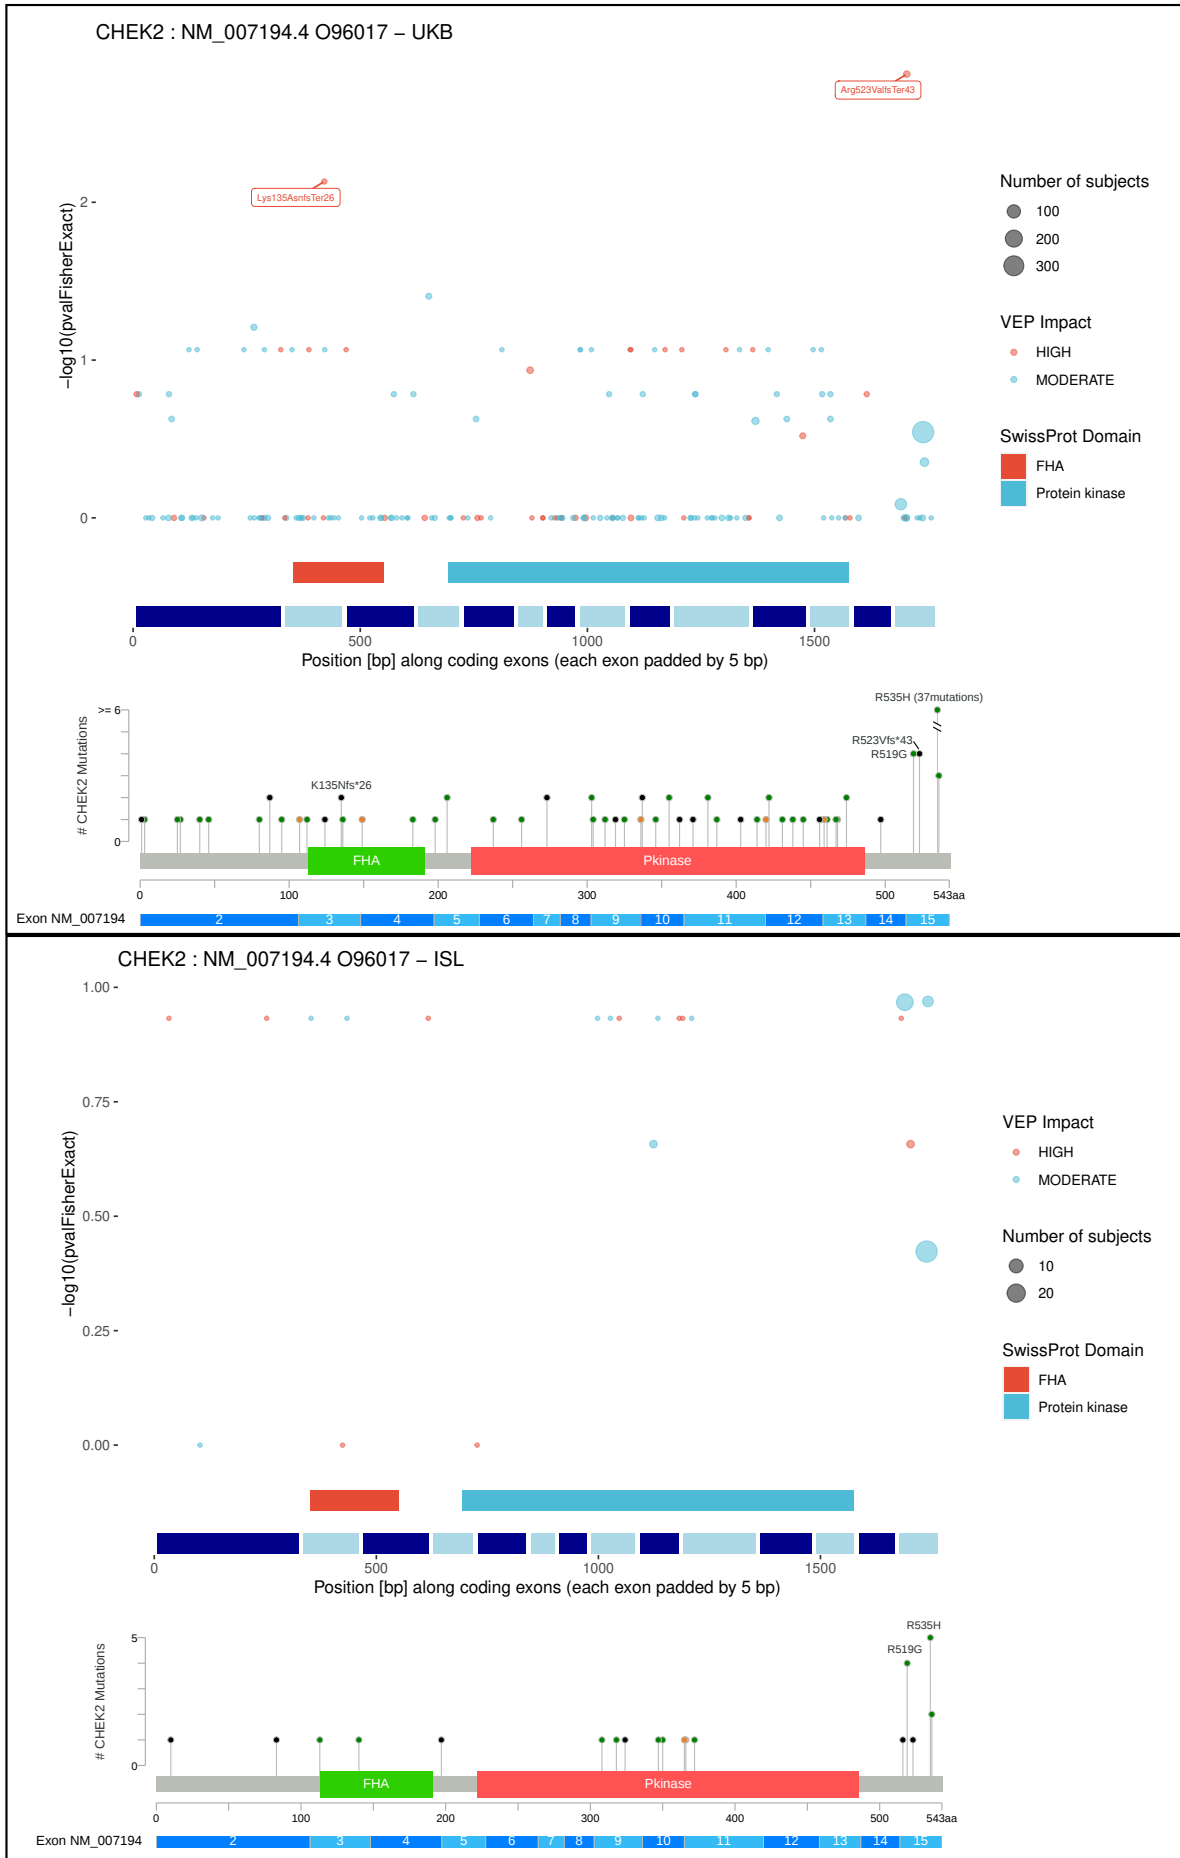 CHEK2 : NM_007194.4 O96017 – UKB
Arg523ValfsTer43
Lys135AsnfsTer26
−log10(pvalFisherExact)
2
1
0
Number of subjects
100
200
300
VEP Impact
HIGH
MODERATE
SwissProt Domain
FHA
Protein kinase
0 500 1000 1500
Position [bp] along coding exons (each exon padded by 5 bp)
# CHEK2 Mutations
>= 6
0
R535H (37mutations)
R523Vfs*43
R519G
K135Nfs*26
FHA Pkinase
0 100 200 300 400 500 543aa
Exon NM_007194 2 3 4 5 6 7 8 9 10 11 12 13 14 15
CHEK2 : NM_007194.4 O96017 – ISL
−log10(pvalFisherExact)
1.00
0.75
0.50
0.25
0.00
VEP Impact
HIGH
MODERATE
Number of subjects
10
20
SwissProt Domain
FHA
Protein kinase
0 500 1000 1500
Position [bp] along coding exons (each exon padded by 5 bp)
# CHEK2 Mutations
5
0
R535H
R519G
FHA Pkinase
0 100 200 300 400 500 543aa
Exon NM_007194 2 3 4 5 6 7 8 9 10 11 12 13 14 15